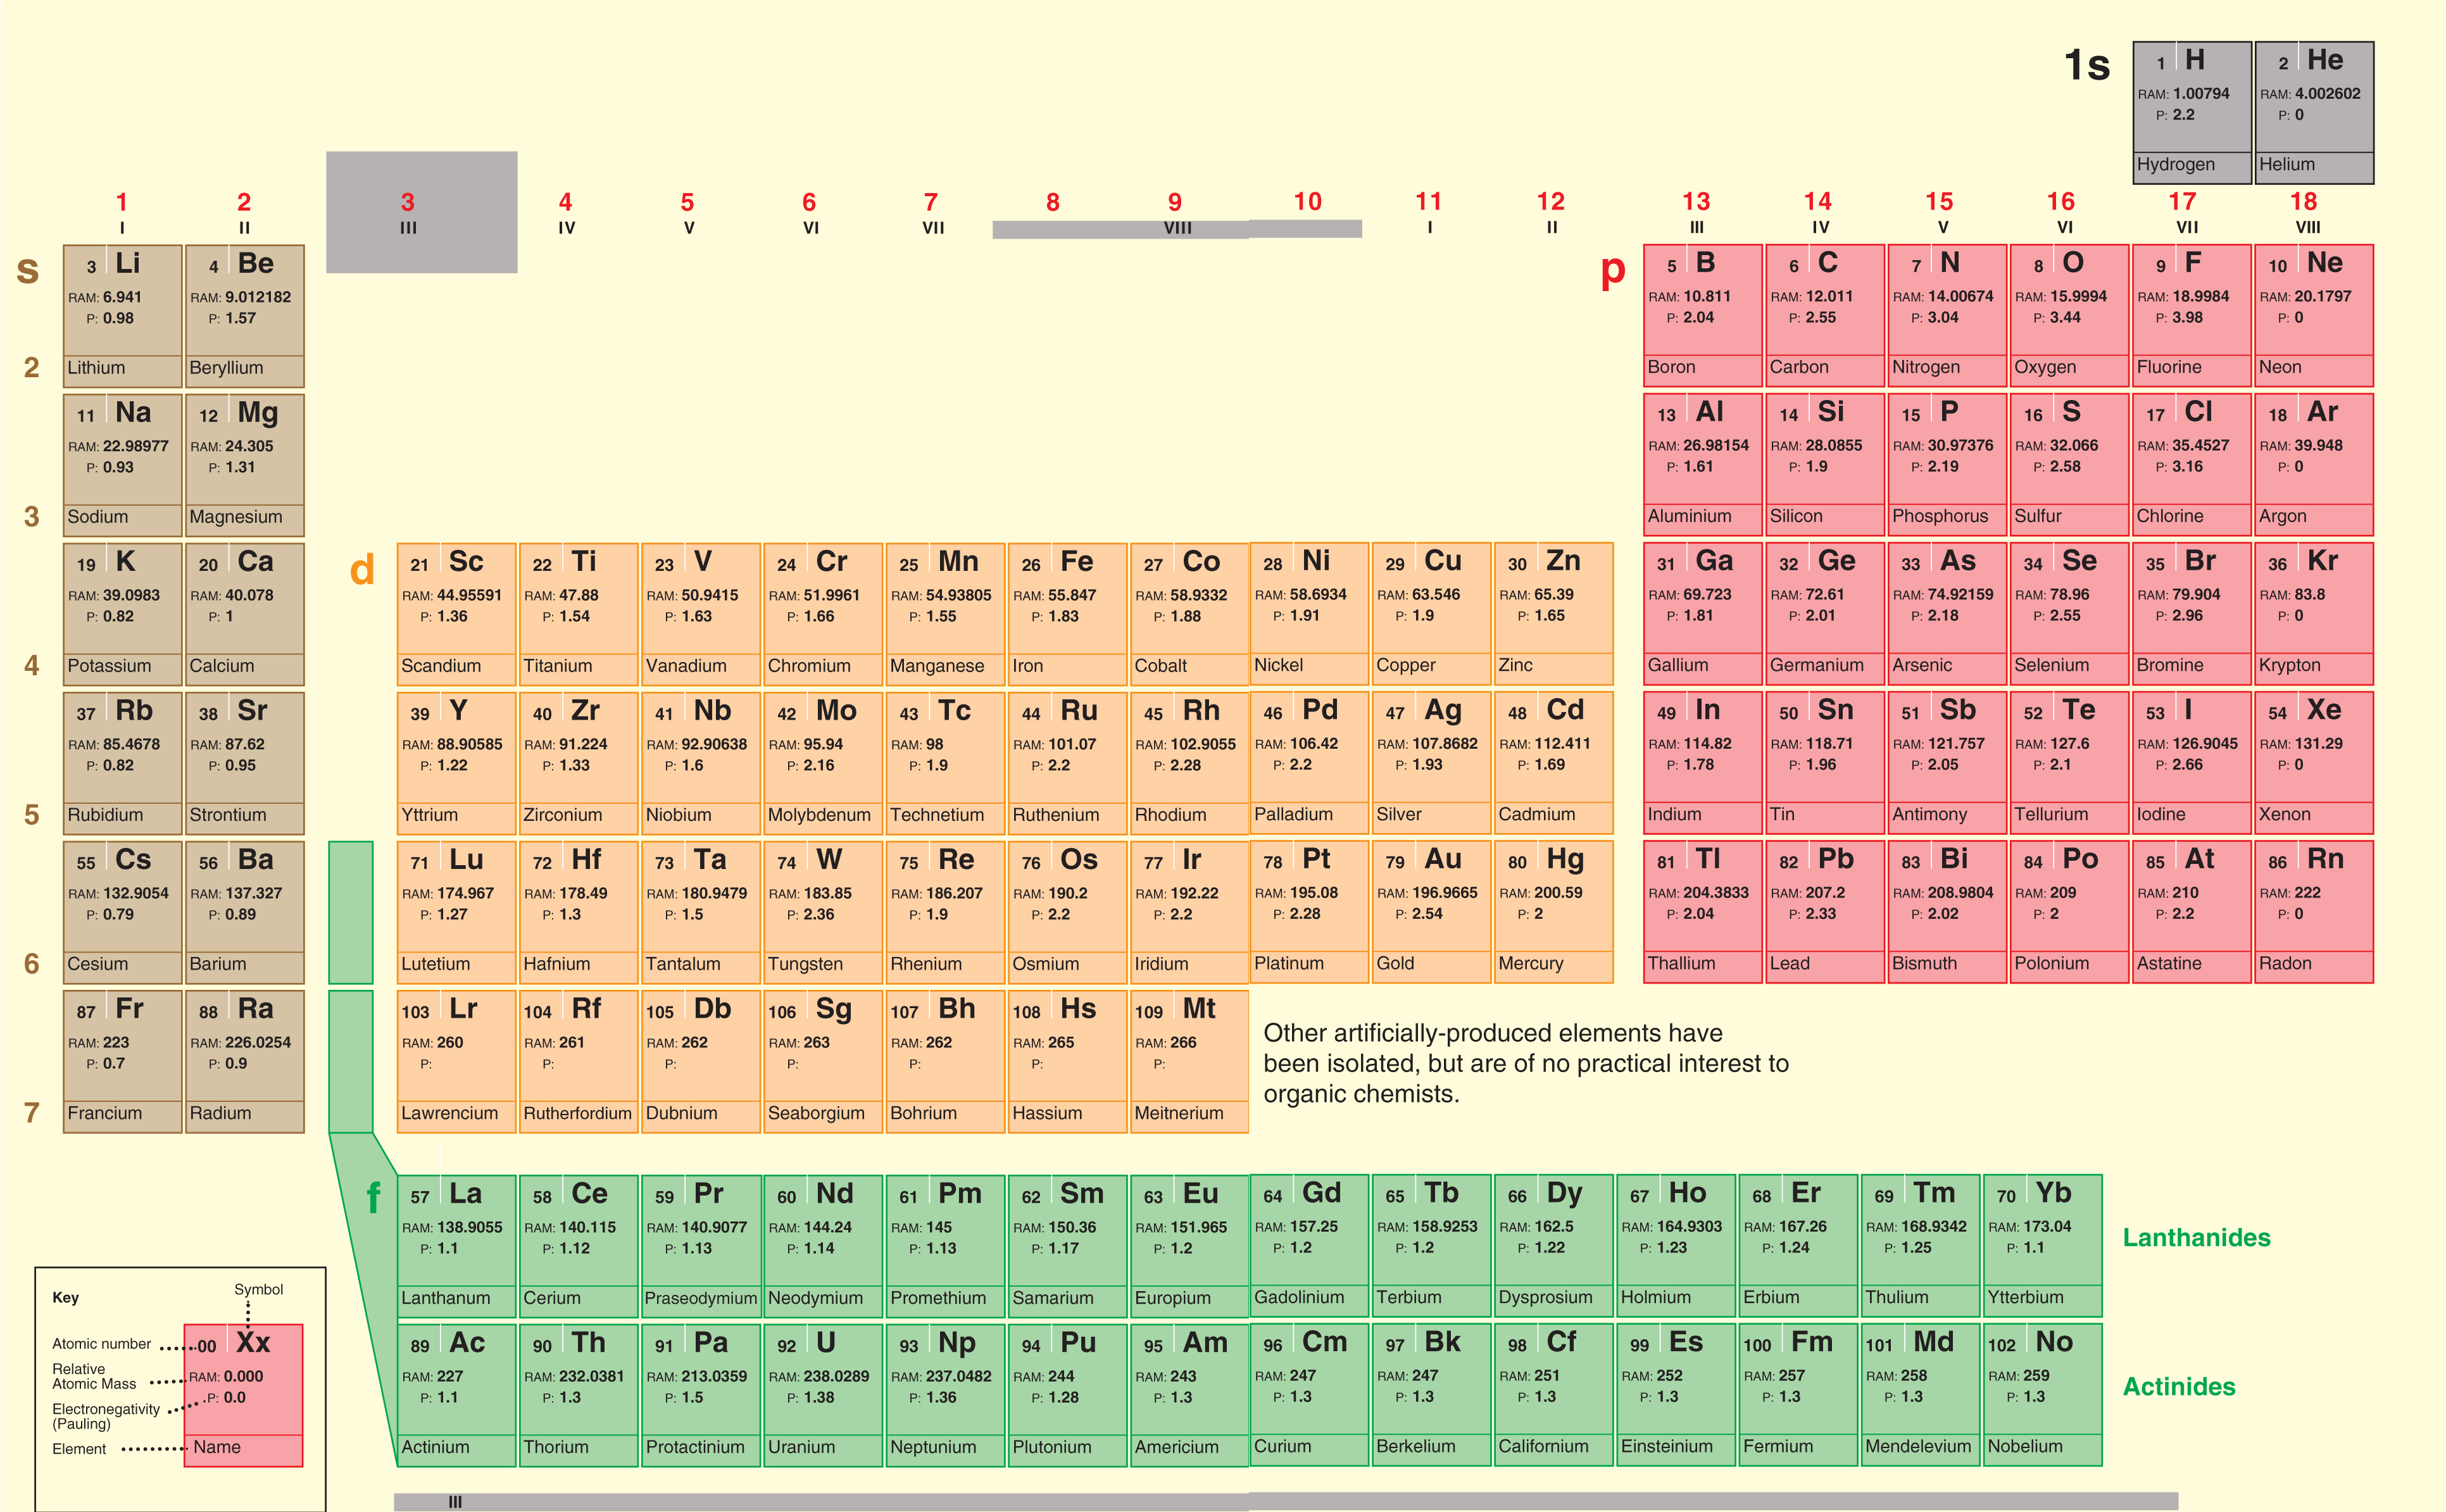 1s
1 H 2 He
RAM: 1.00794 RAM: 4.002602
P: 2.2 P: 0
Hydrogen Helium
1 2 3 4 5 6 7 8 9 10 11 12 13 14 15 16 17 18
I II III IV V VI VII VIII I II III IV V VI VII VIII
s p
3 Li 4 Be 5 B 6 C 7 N 8 O 9 F 10 Ne
RAM: 6.941 RAM: 9.012182 RAM: 10.811 RAM: 12.011 RAM: 14.00674 RAM: 15.9994 RAM: 18.9984 RAM: 20.1797
P: 0.98 P: 1.57 P: 2.04 P: 2.55 P: 3.04 P: 3.44 P: 3.98 P: 0
2 Lithium Beryllium Boron Carbon Nitrogen Oxygen Fluorine Neon
11 Na 12 Mg 13 Al 14 Si 15 P 16 S 17 Cl 18 Ar
RAM: 22.98977 RAM: 24.305 RAM: 26.98154 RAM: 28.0855 RAM: 30.97376 RAM: 32.066 RAM: 35.4527 RAM: 39.948
P: 0.93 P: 1.31 P: 1.61 P: 1.9 P: 2.19 P: 2.58 P: 3.16 P: 0
3 Sodium Magnesium Aluminium Silicon Phosphorus Sulfur Chlorine Argon
19 K 20 Ca d 21 Sc 22 Ti 23 V 24 Cr 25 Mn 26 Fe 27 Co 28 Ni 29 Cu 30 Zn 31 Ga 32 Ge 33 As 34 Se 35 Br 36 Kr
RAM: 39.0983 RAM: 40.078 RAM: 44.95591 RAM: 47.88 RAM: 50.9415 RAM: 51.9961 RAM: 54.93805 RAM: 55.847 RAM: 58.9332 RAM: 58.6934 RAM: 63.546 RAM: 65.39 RAM: 69.723 RAM: 72.61 RAM: 74.92159 RAM: 78.96 RAM: 79.904 RAM: 83.8
P: 0.82 P: 1 P: 1.36 P: 1.54 P: 1.63 P: 1.66 P: 1.55 P: 1.83 P: 1.88 P: 1.91 P: 1.9 P: 1.65 P: 1.81 P: 2.01 P: 2.18 P: 2.55 P: 2.96 P: 0
4 Potassium Calcium Scandium Titanium Vanadium Chromium Manganese Iron Cobalt Nickel Copper Zinc Gallium Germanium Arsenic Selenium Bromine Krypton
37 Rb 38 Sr 39 Y 40 Zr 41 Nb 42 Mo 43 Tc 44 Ru 45 Rh 46 Pd 47 Ag 48 Cd 49 In 50 Sn 51 Sb 52 Te 53 I 54 Xe
RAM: 85.4678 RAM: 87.62 RAM: 88.90585 RAM: 91.224 RAM: 92.90638 RAM: 95.94 RAM: 98 RAM: 101.07 RAM: 102.9055 RAM: 106.42 RAM: 107.8682 RAM: 112.411 RAM: 114.82 RAM: 118.71 RAM: 121.757 RAM: 127.6 RAM: 126.9045 RAM: 131.29
P: 0.82 P: 0.95 P: 1.22 P: 1.33 P: 1.6 P: 2.16 P: 1.9 P: 2.2 P: 2.28 P: 2.2 P: 1.93 P: 1.69 P: 1.78 P: 1.96 P: 2.05 P: 2.1 P: 2.66 P: 0
5 Rubidium Strontium Yttrium Zirconium Niobium Molybdenum Technetium Ruthenium Rhodium Palladium Silver Cadmium Indium Tin Antimony Tellurium Iodine Xenon
55 Cs 56 Ba 71 Lu 72 Hf 73 Ta 74 W 75 Re 76 Os 77 Ir 78 Pt 79 Au 80 Hg 81 Tl 82 Pb 83 Bi 84 Po 85 At 86 Rn
RAM: 132.9054 RAM: 137.327 RAM: 174.967 RAM: 178.49 RAM: 180.9479 RAM: 183.85 RAM: 186.207 RAM: 190.2 RAM: 192.22 RAM: 195.08 RAM: 196.9665 RAM: 200.59 RAM: 204.3833 RAM: 207.2 RAM: 208.9804 RAM: 209 RAM: 210 RAM: 222
P: 0.79 P: 0.89 P: 1.27 P: 1.3 P: 1.5 P: 2.36 P: 1.9 P: 2.2 P: 2.2 P: 2.28 P: 2.54 P: 2 P: 2.04 P: 2.33 P: 2.02 P: 2 P: 2.2 P: 0
6 Cesium Barium Lutetium Hafnium Tantalum Tungsten Rhenium Osmium Iridium Platinum Gold Mercury Thallium Lead Bismuth Polonium Astatine Radon
87 Fr 88 Ra 103 Lr 104 Rf 105 Db 106 Sg 107 Bh 108 Hs 109 Mt
RAM: 223 RAM: 226.0254 RAM: 260 RAM: 261 RAM: 262 RAM: 263 RAM: 262 RAM: 265 RAM: 266
P: 0.7 P: 0.9 P: P: P: P: P: P: P:
7 Francium Radium Lawrencium Rutherfordium Dubnium Seaborgium Bohrium Hassium Meitnerium
Other artificially-produced elements have
been isolated, but are of no practical interest to
organic chemists.
f 57 La 58 Ce 59 Pr 60 Nd 61 Pm 62 Sm 63 Eu 64 Gd 65 Tb 66 Dy 67 Ho 68 Er 69 Tm 70 Yb
RAM: 138.9055 RAM: 140.115 RAM: 140.9077 RAM: 144.24 RAM: 145 RAM: 150.36 RAM: 151.965 RAM: 157.25 RAM: 158.9253 RAM: 162.5 RAM: 164.9303 RAM: 167.26 RAM: 168.9342 RAM: 173.04 Lanthanides
P: 1.1 P: 1.12 P: 1.13 P: 1.14 P: 1.13 P: 1.17 P: 1.2 P: 1.2 P: 1.2 P: 1.22 P: 1.23 P: 1.24 P: 1.25 P: 1.1
Lanthanum Cerium Praseodymium Neodymium Promethium Samarium Europium Gadolinium Terbium Dysprosium Holmium Erbium Thulium Ytterbium
89 Ac 90 Th 91 Pa 92 U 93 Np 94 Pu 95 Am 96 Cm 97 Bk 98 Cf 99 Es 100 Fm 101 Md 102 No
RAM: 227 RAM: 232.0381 RAM: 213.0359 RAM: 238.0289 RAM: 237.0482 RAM: 244 RAM: 243 RAM: 247 RAM: 247 RAM: 251 RAM: 252 RAM: 257 RAM: 258 RAM: 259 Actinides
P: 1.1 P: 1.3 P: 1.5 P: 1.38 P: 1.36 P: 1.28 P: 1.3 P: 1.3 P: 1.3 P: 1.3 P: 1.3 P: 1.3 P: 1.3 P: 1.3
Actinium Thorium Protactinium Uranium Neptunium Plutonium Americium Curium Berkelium Californium Einsteinium Fermium Mendelevium Nobelium
III
Key
Symbol
Atomic number 00 Xx
Relative
Atomic Mass RAM: 0.000
P: 0.0
Electronegativity
(Pauling)
Element Name